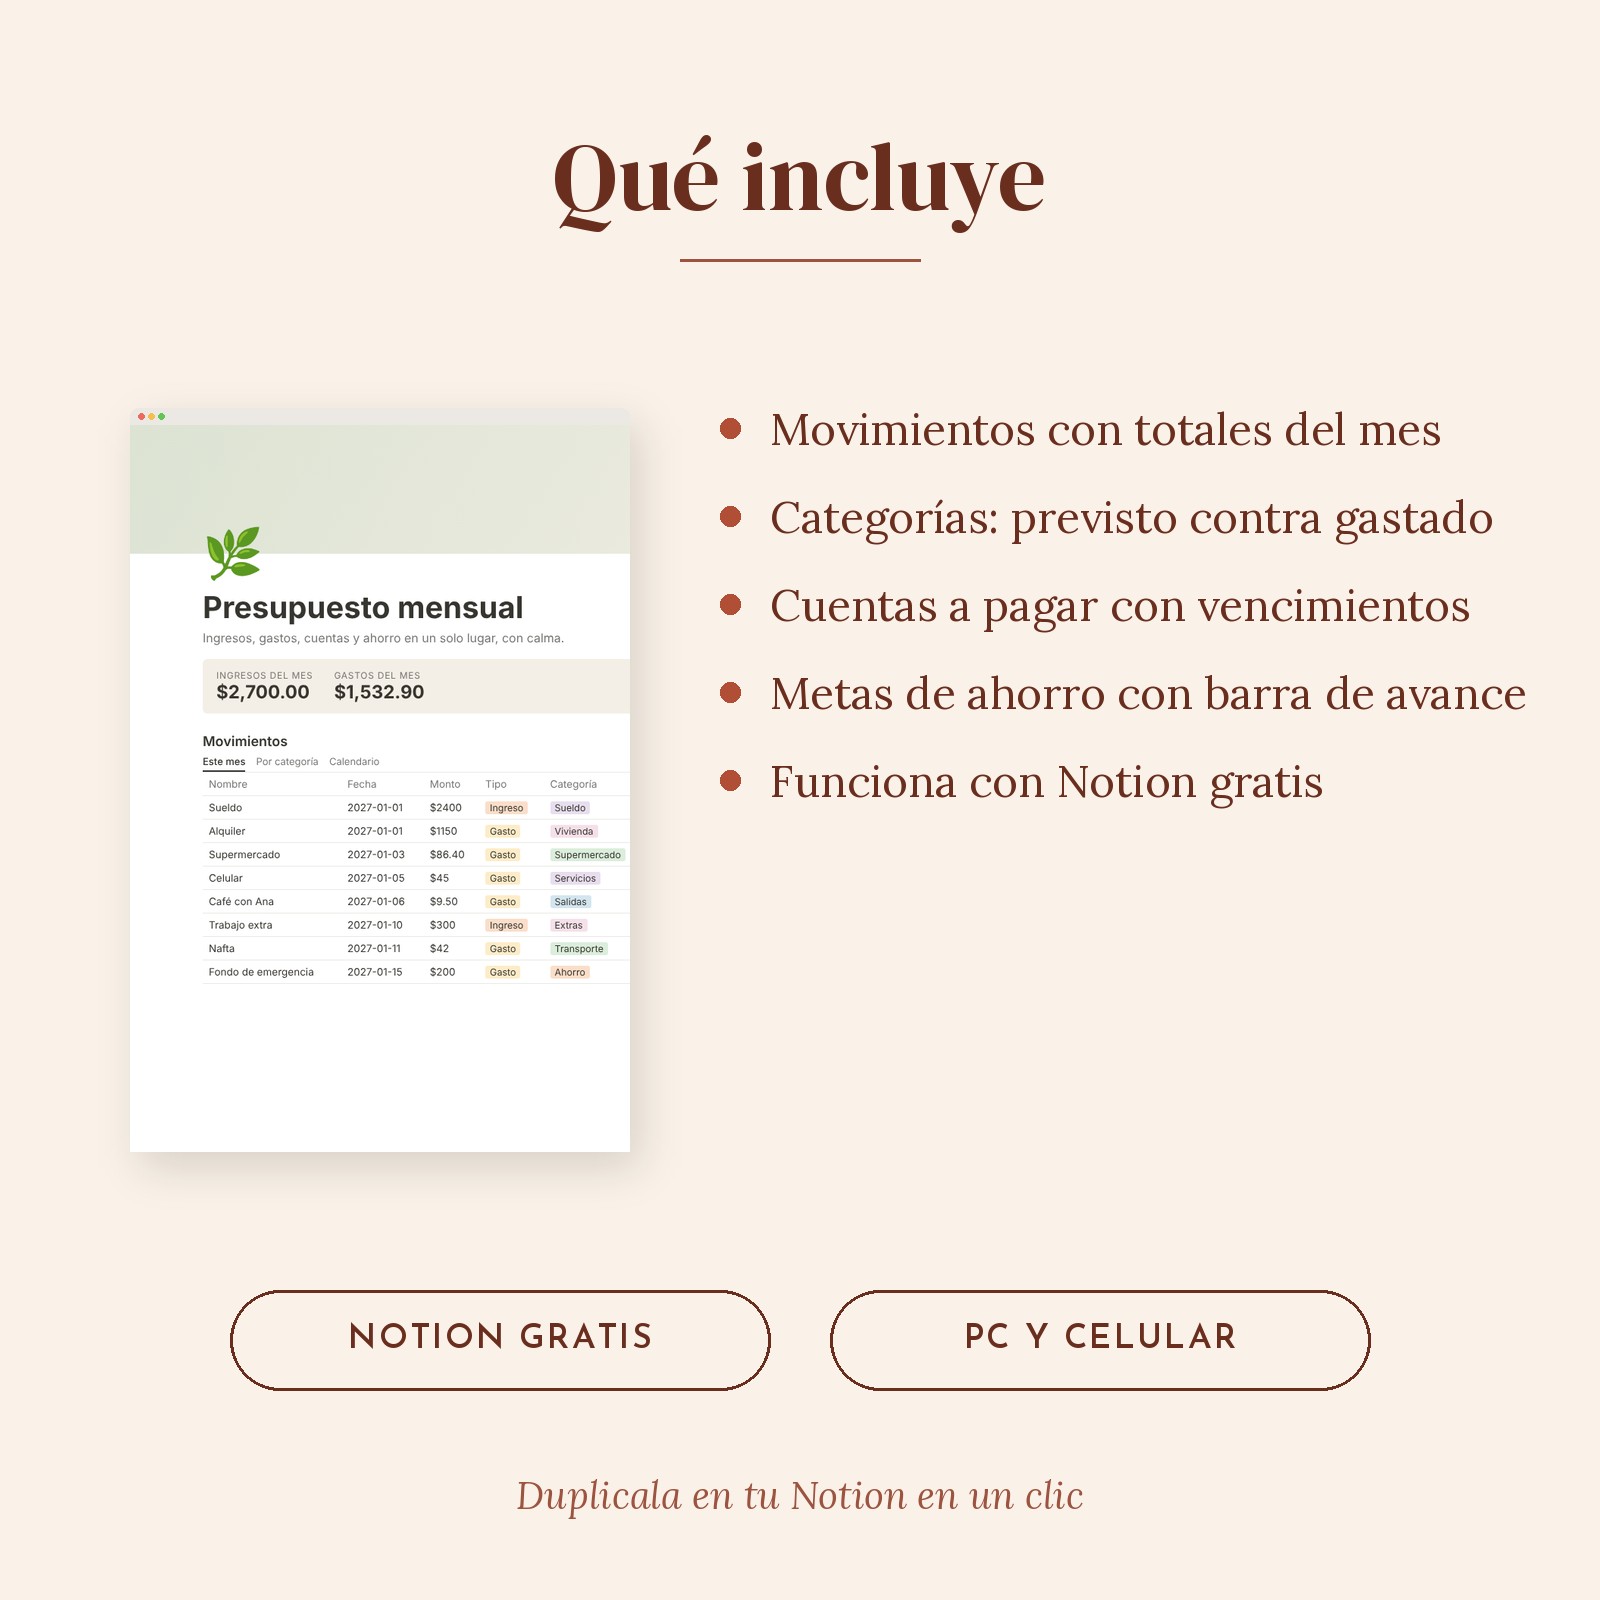 Qué incluye
Presupuesto mensual
Ingresos, gastos, cuentas y ahorro en un solo lugar, con calma.
INGRESOS DEL MES GASTOS DEL MES
$2,700.00 $1,532.90
Movimientos
Este mes Por categoría Calendario
Nombre Fecha Monto Tipo Categoría
Sueldo 2027-01-01 $2400 Ingreso Sueldo
Alquiler 2027-01-01 $1150 Gasto Vivienda
Supermercado 2027-01-03 $86.40 Gasto Supermercado
Celular 2027-01-05 $45 Gasto Servicios
Café con Ana 2027-01-06 $9.50 Gasto Salidas
Trabajo extra 2027-01-10 $300 Ingreso Extras
Nafta 2027-01-11 $42 Gasto Transporte
Fondo de emergencia 2027-01-15 $200 Gasto Ahorro
Movimientos con totales del mes
Categorías: previsto contra gastado
Cuentas a pagar con vencimientos
Metas de ahorro con barra de avance
Funciona con Notion gratis
NOTION GRATIS
PC Y CELULAR
Duplicala en tu Notion en un clic